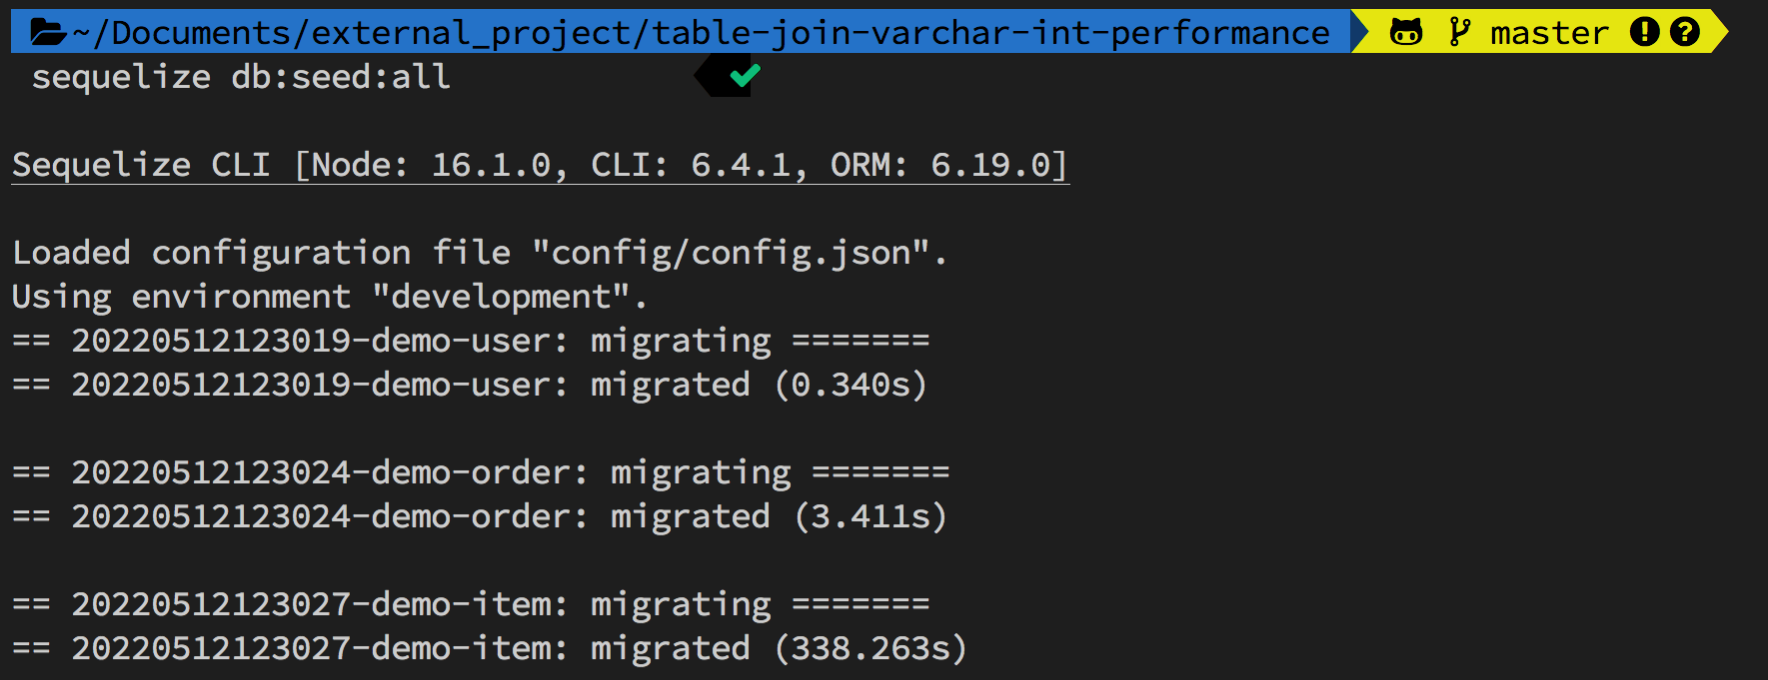 ~/Documents/external_project/table-join-varchar-int-performance master
sequelize db:seed:all
Sequelize CLI [Node: 16.1.0, CLI: 6.4.1, ORM: 6.19.0]
Loaded configuration file "config/config.json".
Using environment "development".
== 20220512123019-demo-user: migrating =======
== 20220512123019-demo-user: migrated (0.340s)
== 20220512123024-demo-order: migrating =======
== 20220512123024-demo-order: migrated (3.411s)
== 20220512123027-demo-item: migrating =======
== 20220512123027-demo-item: migrated (338.263s)